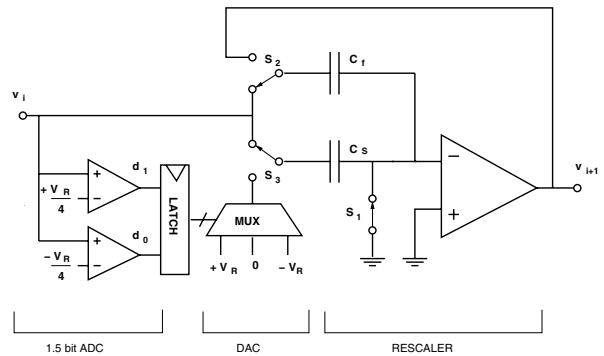 S 2
C f
v i
C S
S 3
d 1
+ V R
4
LATCH
MUX
S 1
v i+1
d 0
− V R
4
+ V R
0
− V R
1.5 bit ADC
DAC
RESCALER